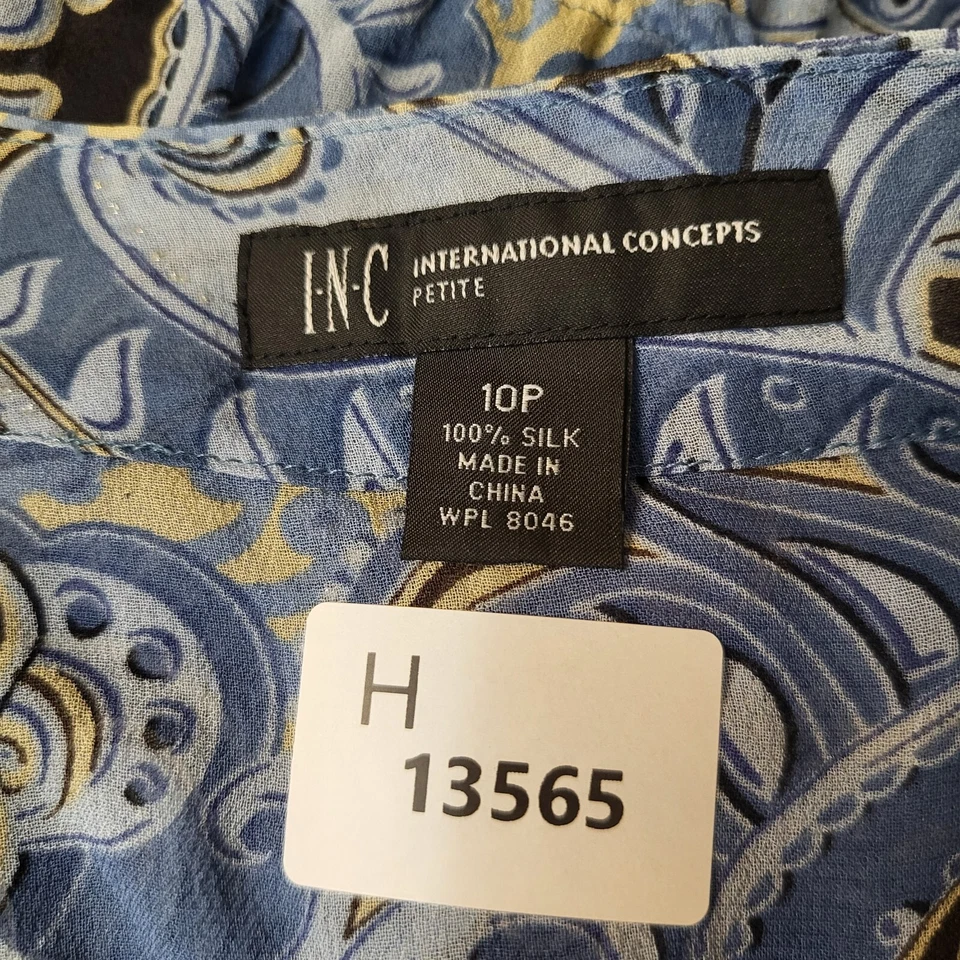 I·N·C INTERNATIONAL CONCEPTS
PETITE
10P
100% SILK
MADE IN
CHINA
WPL 8046
H
13565